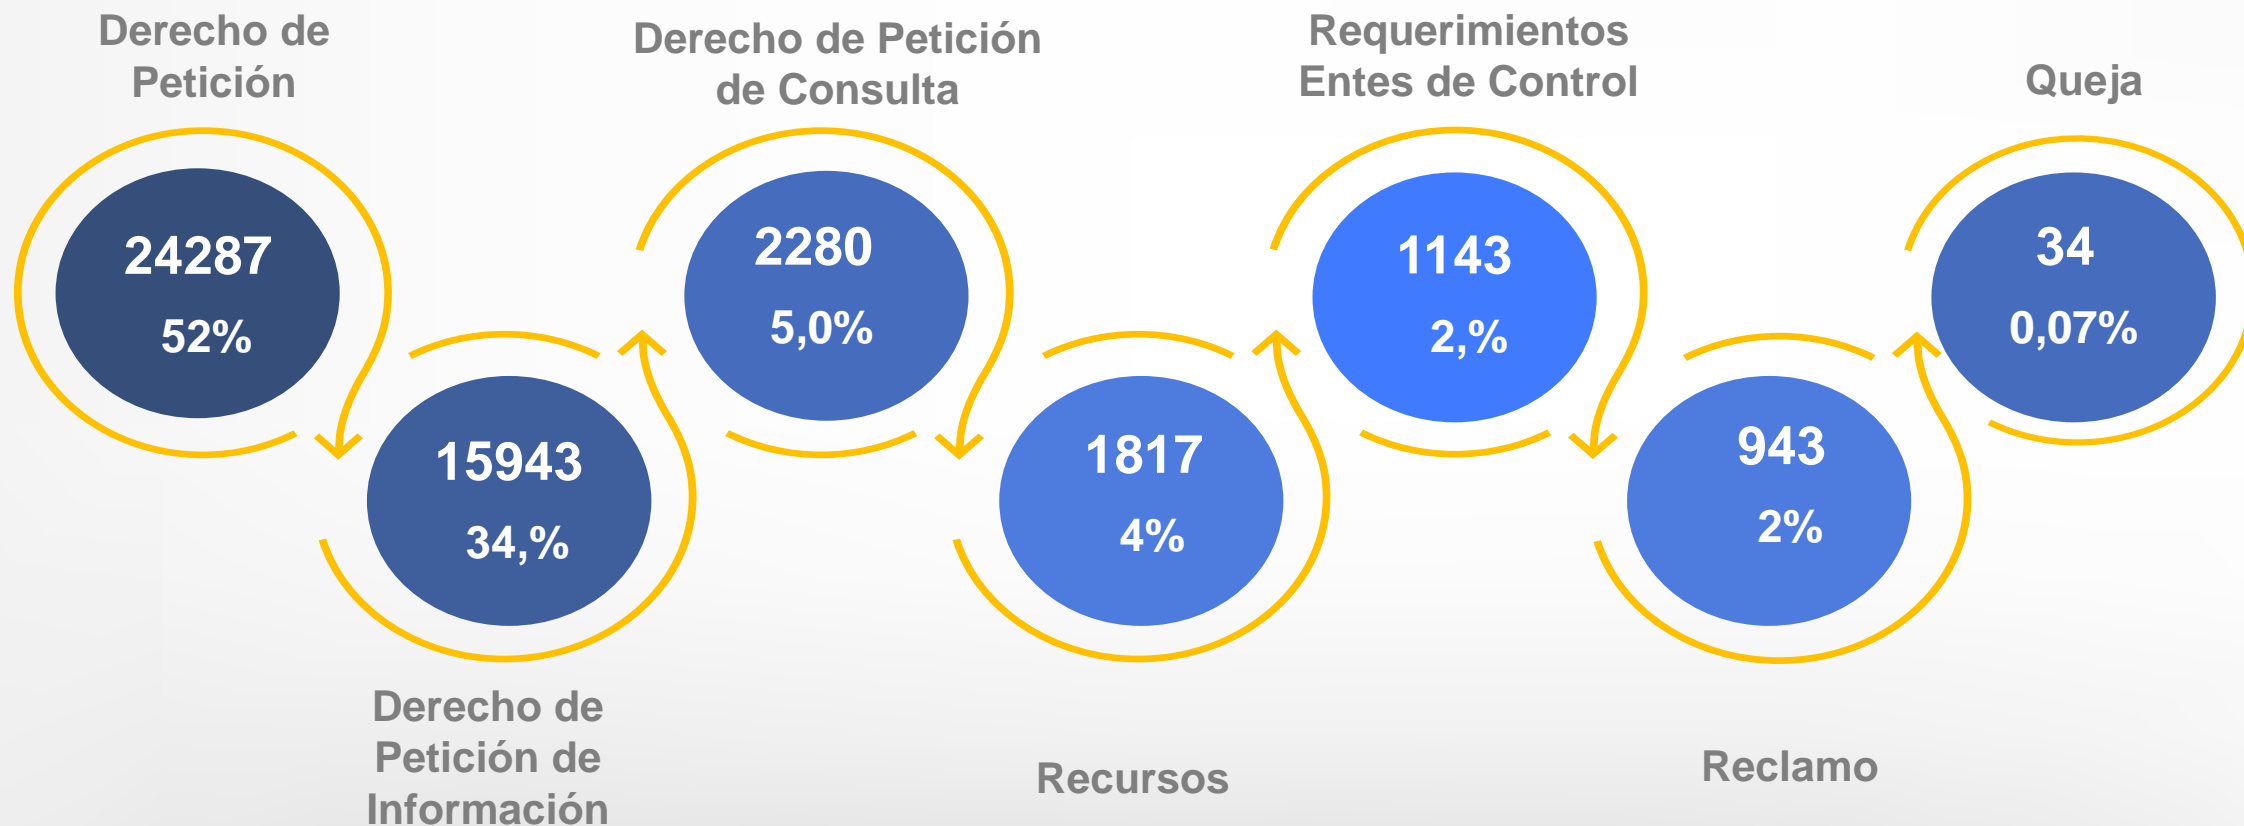 Derecho de
Petición
24287
52%
Derecho de
Petición de
Información
15943
34,%
Derecho de Petición
de Consulta
2280
5,0%
Recursos
1817
4%
Requerimientos
Entes de Control
1143
2,%
Reclamo
943
2%
Queja
34
0,07%